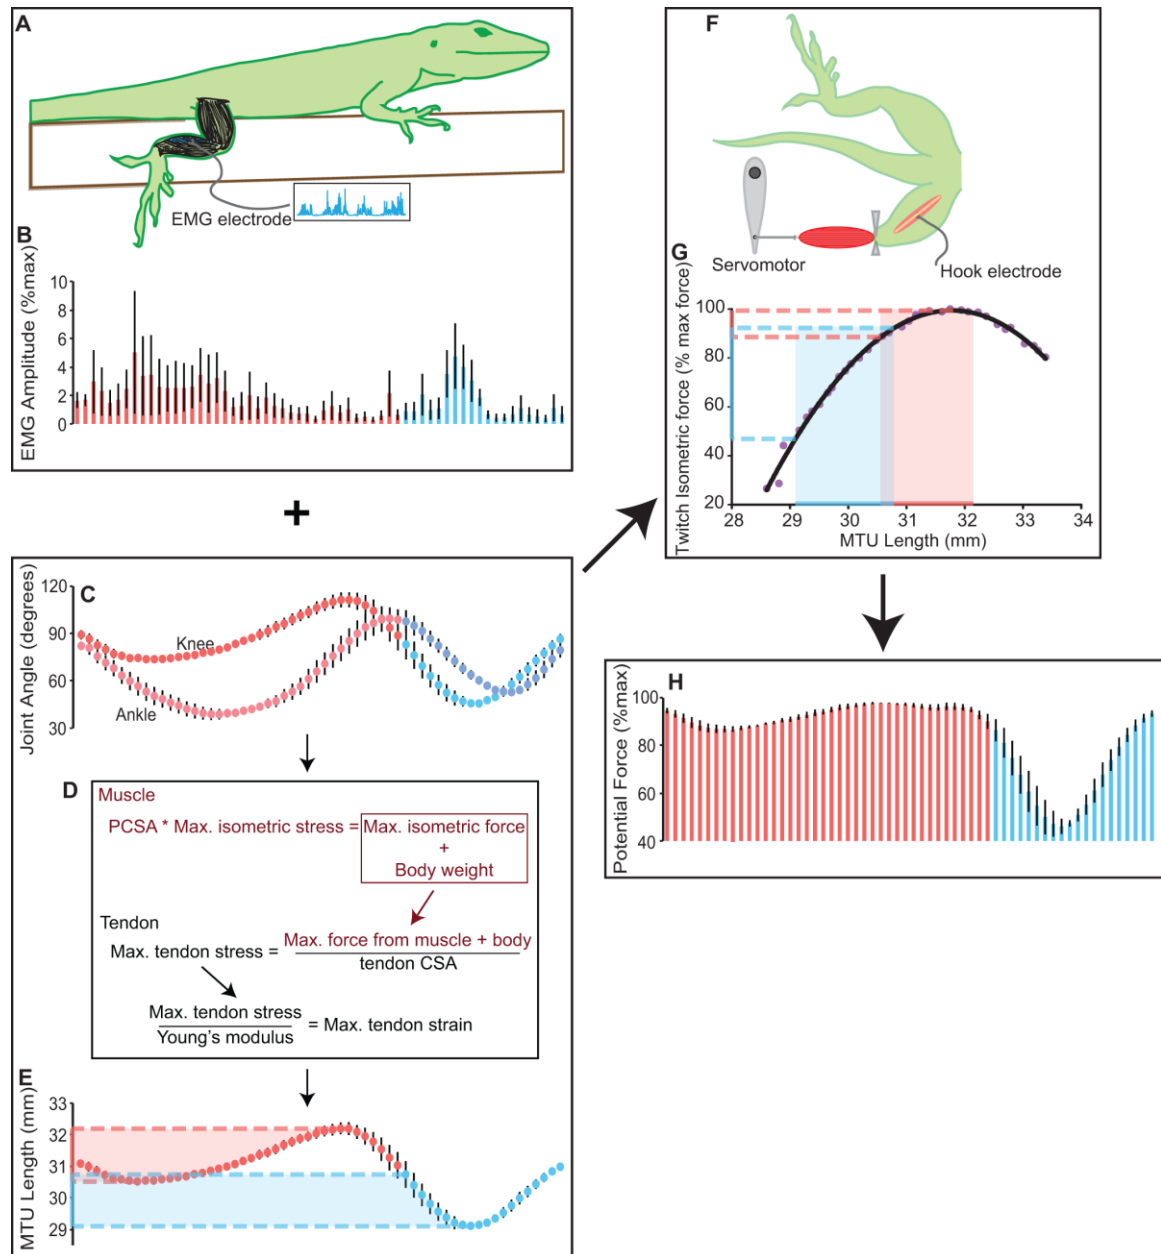 A
EMG electrode
B
EMG Amplitude (%max)
10
8
6
4
2
0
+
C
Joint Angle (degrees)
120
90
60
30
Knee
Ankle
D
Muscle
PCSA * Max. isometric stress = Max. isometric force
+
Body weight
Tendon
Max. tendon stress = Max. force from muscle + body
tendon CSA
Max. tendon stress
Young's modulus
= Max. tendon strain
E
MTU Length (mm)
33
32
31
30
29
F
Servomotor
Hook electrode
G
Twitch Isometric force (% max force)
100
80
60
40
20
28 29 30 31 32 33 34
MTU Length (mm)
H
Potential Force (%max)
100
80
60
40